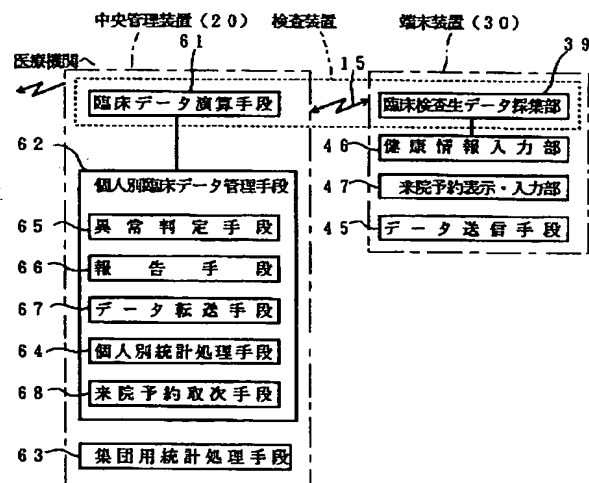 中央管理装置（20） 検査装置 端末装置（30）
61 39
医療機関へ 15
臨床データ演算手段 臨床検査生データ採集部
46 健康情報入力部
62
個人別臨床データ管理手段 47 来院予約表示・入力部
65 異常判定手段 45 データ送信手段
66 報告手段
67 データ転送手段
64 個人別統計処理手段
68 来院予約取次手段
63 集団用統計処理手段